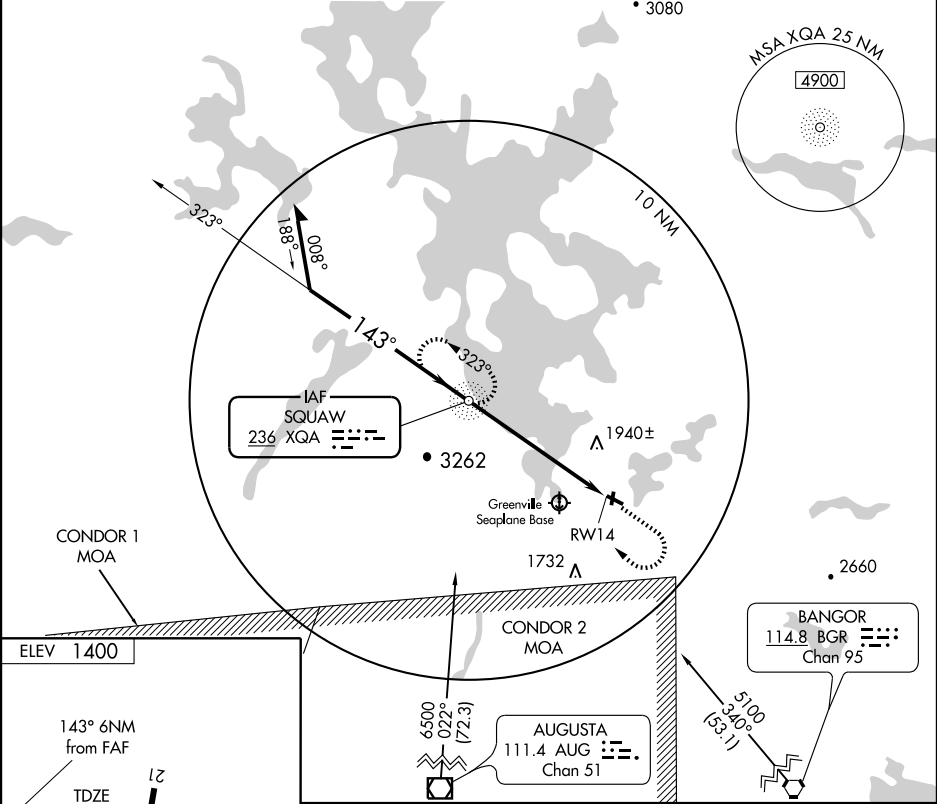 3080
MSA XQA 25 NM
4900
10 NM
323°
188°
008°
143°
323°
IAF
SQUAW
236 XQA
1940±
3262
Greenville
Seaplane Base
RW14
CONDOR 1
MOA
1732
2660
CONDOR 2
MOA
BANGOR
114.8 BGR
Chan 95
ELEV 1400
6500
022°
(72.3)
5100
340°
(53.1)
143° 6NM
from FAF
AUGUSTA
111.4 AUG
Chan 51
21
TDZE